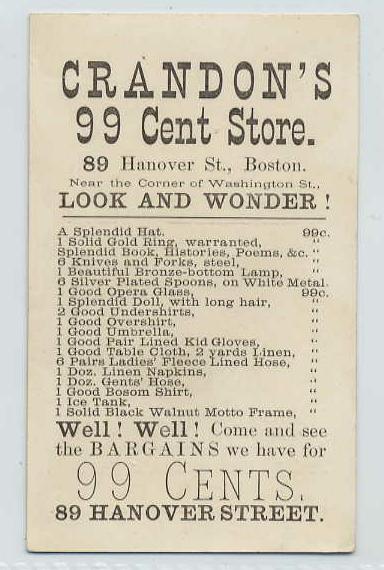 CRANDON'S
99 Cent Store.
89 Hanover St., Boston.
Near the Corner of Washington St.,
LOOK AND WONDER!
A Splendid Hat. 99c.
1 Solid Gold Ring, warranted, "
Splendid Book, Histories, Poems, &c. "
6 Knives and Forks, steel, "
1 Beautiful Bronze-bottom Lamp, "
6 Silver Plated Spoons, on White Metal.
1 Good Opera Glass, 99c.
1 Splendid Doll, with long hair, "
2 Good Undershirts, "
1 Good Overshirt, "
1 Good Umbrella, "
1 Good Pair Lined Kid Gloves, "
1 Good Table Cloth, 2 yards Linen, "
6 Pairs Ladies' Fleece Lined Hose, "
1 Doz. Linen Napkins, "
1 Doz. Gents' Hose, "
1 Good Bosom Shirt, "
1 Ice Tank, "
1 Solid Black Walnut Motto Frame, "
Well! Well! Come and see
the BARGAINS we have for
99 CENTS.
89 HANOVER STREET.